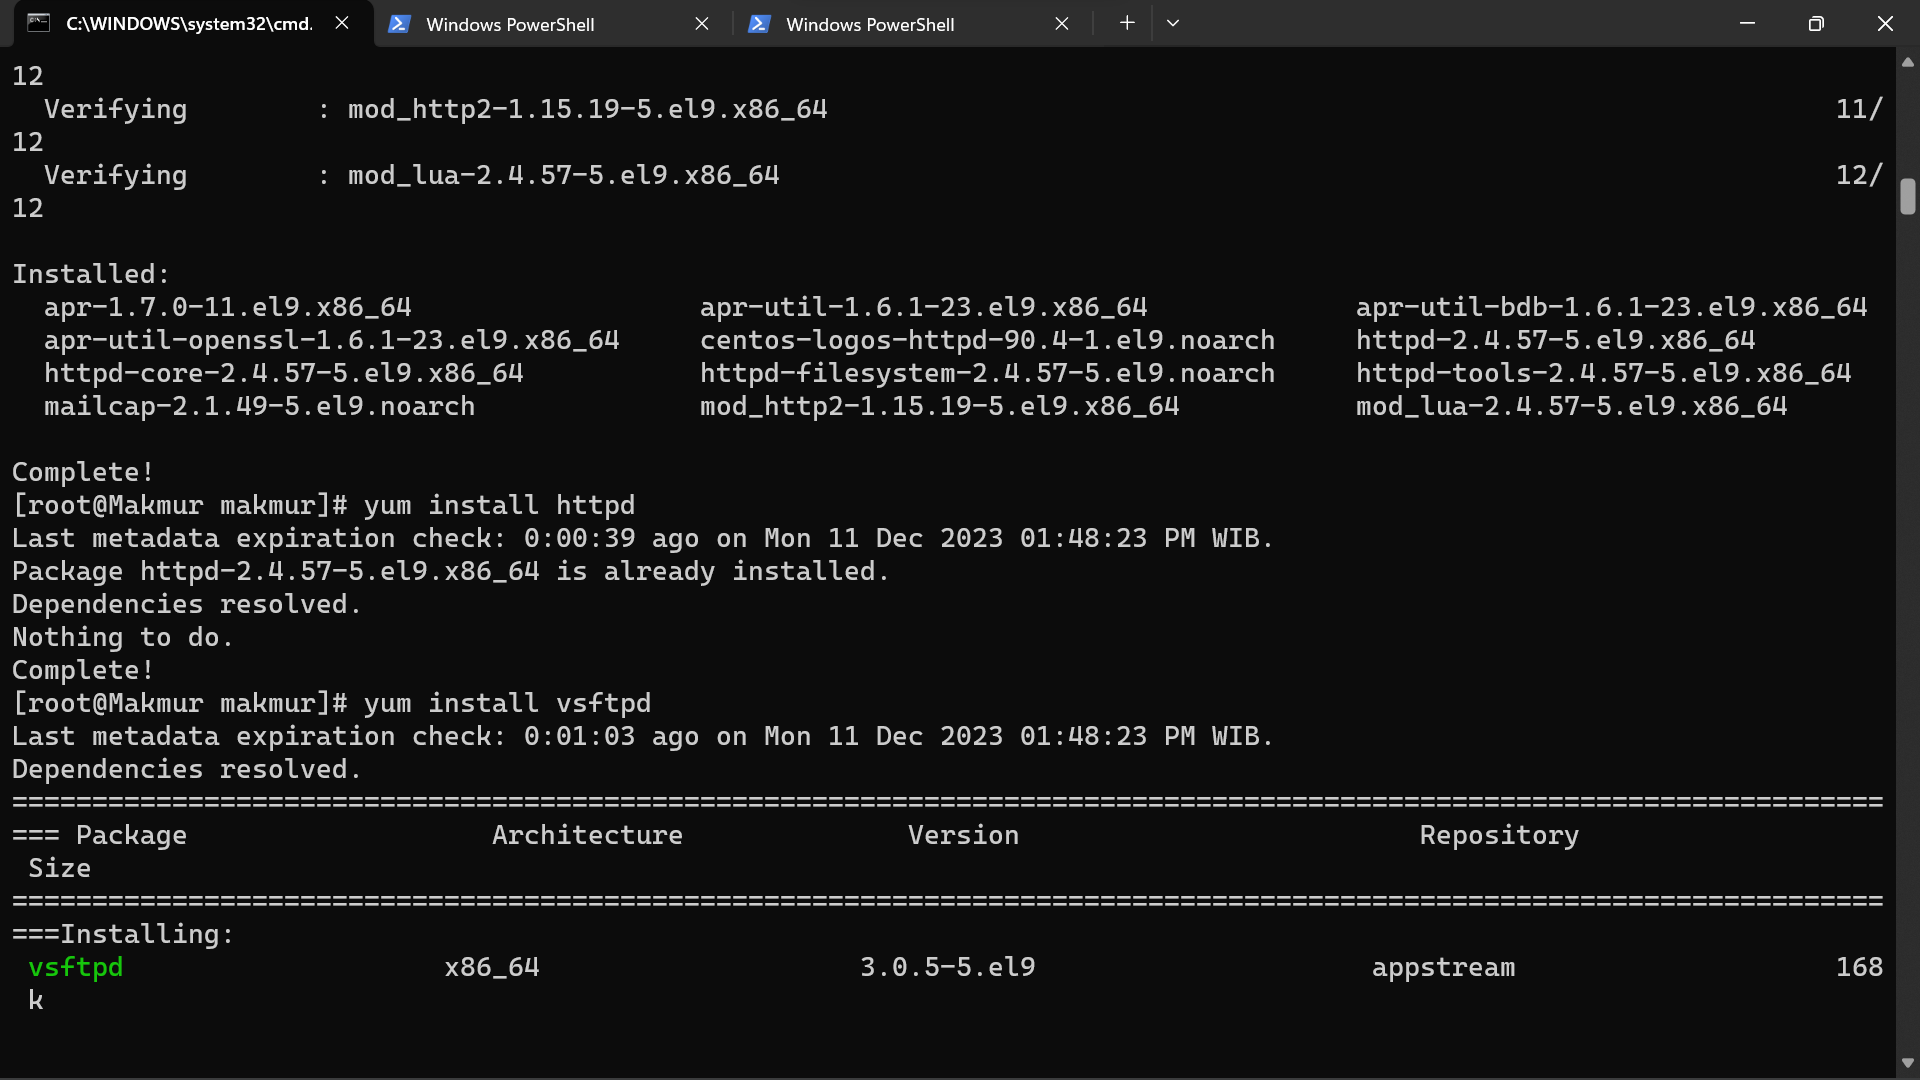 C:\WINDOWS\system32\cmd.
Windows PowerShell
Windows PowerShell
12
  Verifying        : mod_http2-1.15.19-5.el9.x86_64                                                               11/
12
  Verifying        : mod_lua-2.4.57-5.el9.x86_64                                                                  12/
12

Installed:
  apr-1.7.0-11.el9.x86_64                  apr-util-1.6.1-23.el9.x86_64             apr-util-bdb-1.6.1-23.el9.x86_64
  apr-util-openssl-1.6.1-23.el9.x86_64     centos-logos-httpd-90.4-1.el9.noarch     httpd-2.4.57-5.el9.x86_64
  httpd-core-2.4.57-5.el9.x86_64           httpd-filesystem-2.4.57-5.el9.noarch     httpd-tools-2.4.57-5.el9.x86_64
  mailcap-2.1.49-5.el9.noarch              mod_http2-1.15.19-5.el9.x86_64           mod_lua-2.4.57-5.el9.x86_64

Complete!
[root@Makmur makmur]# yum install httpd
Last metadata expiration check: 0:00:39 ago on Mon 11 Dec 2023 01:48:23 PM WIB.
Package httpd-2.4.57-5.el9.x86_64 is already installed.
Dependencies resolved.
Nothing to do.
Complete!
[root@Makmur makmur]# yum install vsftpd
Last metadata expiration check: 0:01:03 ago on Mon 11 Dec 2023 01:48:23 PM WIB.
Dependencies resolved.
=====================================================================================================================
=== Package                   Architecture              Version                         Repository
 Size
=====================================================================================================================
===Installing:
 vsftpd                    x86_64                    3.0.5-5.el9                     appstream                    168
 k